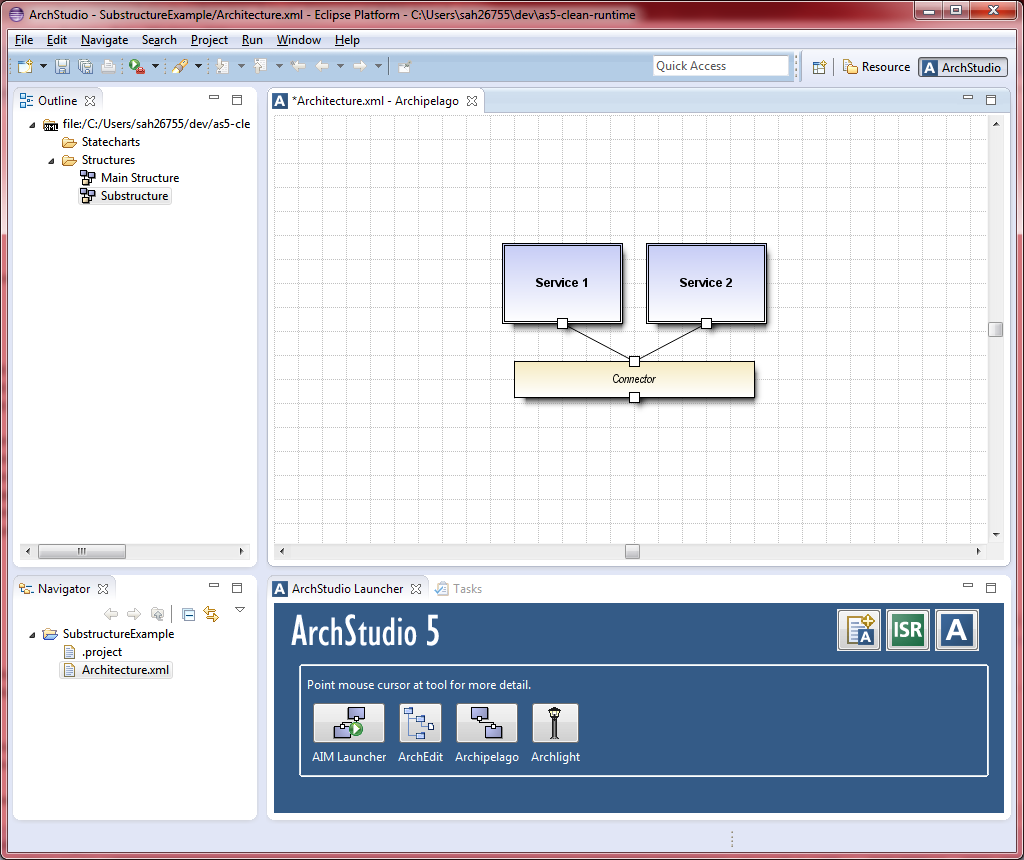 ArchStudio - SubstructureExample/Architecture.xml - Eclipse Platform - C:\Users\sah26755\dev\as5-clean-runtime
File Edit Navigate Search Project Run Window Help
Quick Access
Resource
A ArchStudio
Outline
file:/C:/Users/sah26755/dev/as5-cle
Statecharts
Structures
Main Structure
Substructure
A *Architecture.xml - Archipelago
Service 1
Service 2
Connector
Navigator
SubstructureExample
.project
Architecture.xml
A ArchStudio Launcher
Tasks
ArchStudio 5
A
ISR
A
Point mouse cursor at tool for more detail.
AIM Launcher
ArchEdit
Archipelago
Archlight